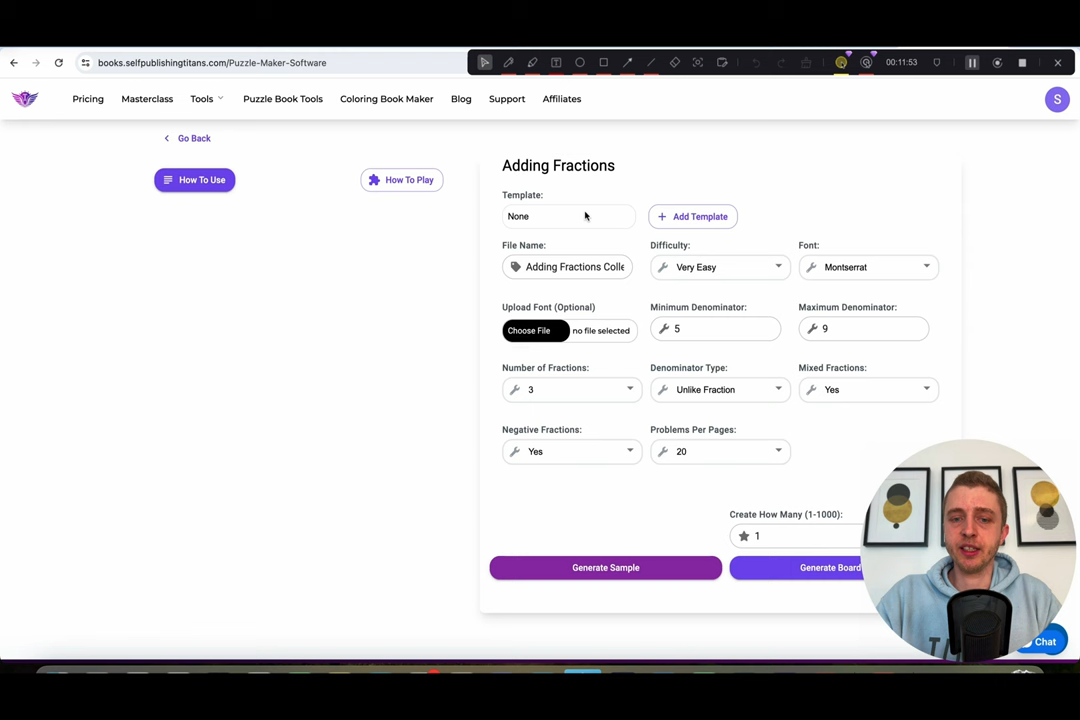 books.selfpublishingtitans.com/Puzzle-Maker-Software
00:11:53
Pricing
Masterclass
Tools
Puzzle Book Tools
Coloring Book Maker
Blog
Support
Affiliates
S
Go Back
How To Use
How To Play
Adding Fractions
Template:
None
Add Template
File Name:
Difficulty:
Font:
Adding Fractions Colle
Very Easy
Montserrat
Upload Font (Optional)
Minimum Denominator:
Maximum Denominator:
Choose File
no file selected
5
9
Number of Fractions:
Denominator Type:
Mixed Fractions:
3
Unlike Fraction
Yes
Negative Fractions:
Problems Per Pages:
Yes
20
Create How Many (1-1000):
1
Generate Sample
Generate Board
Chat